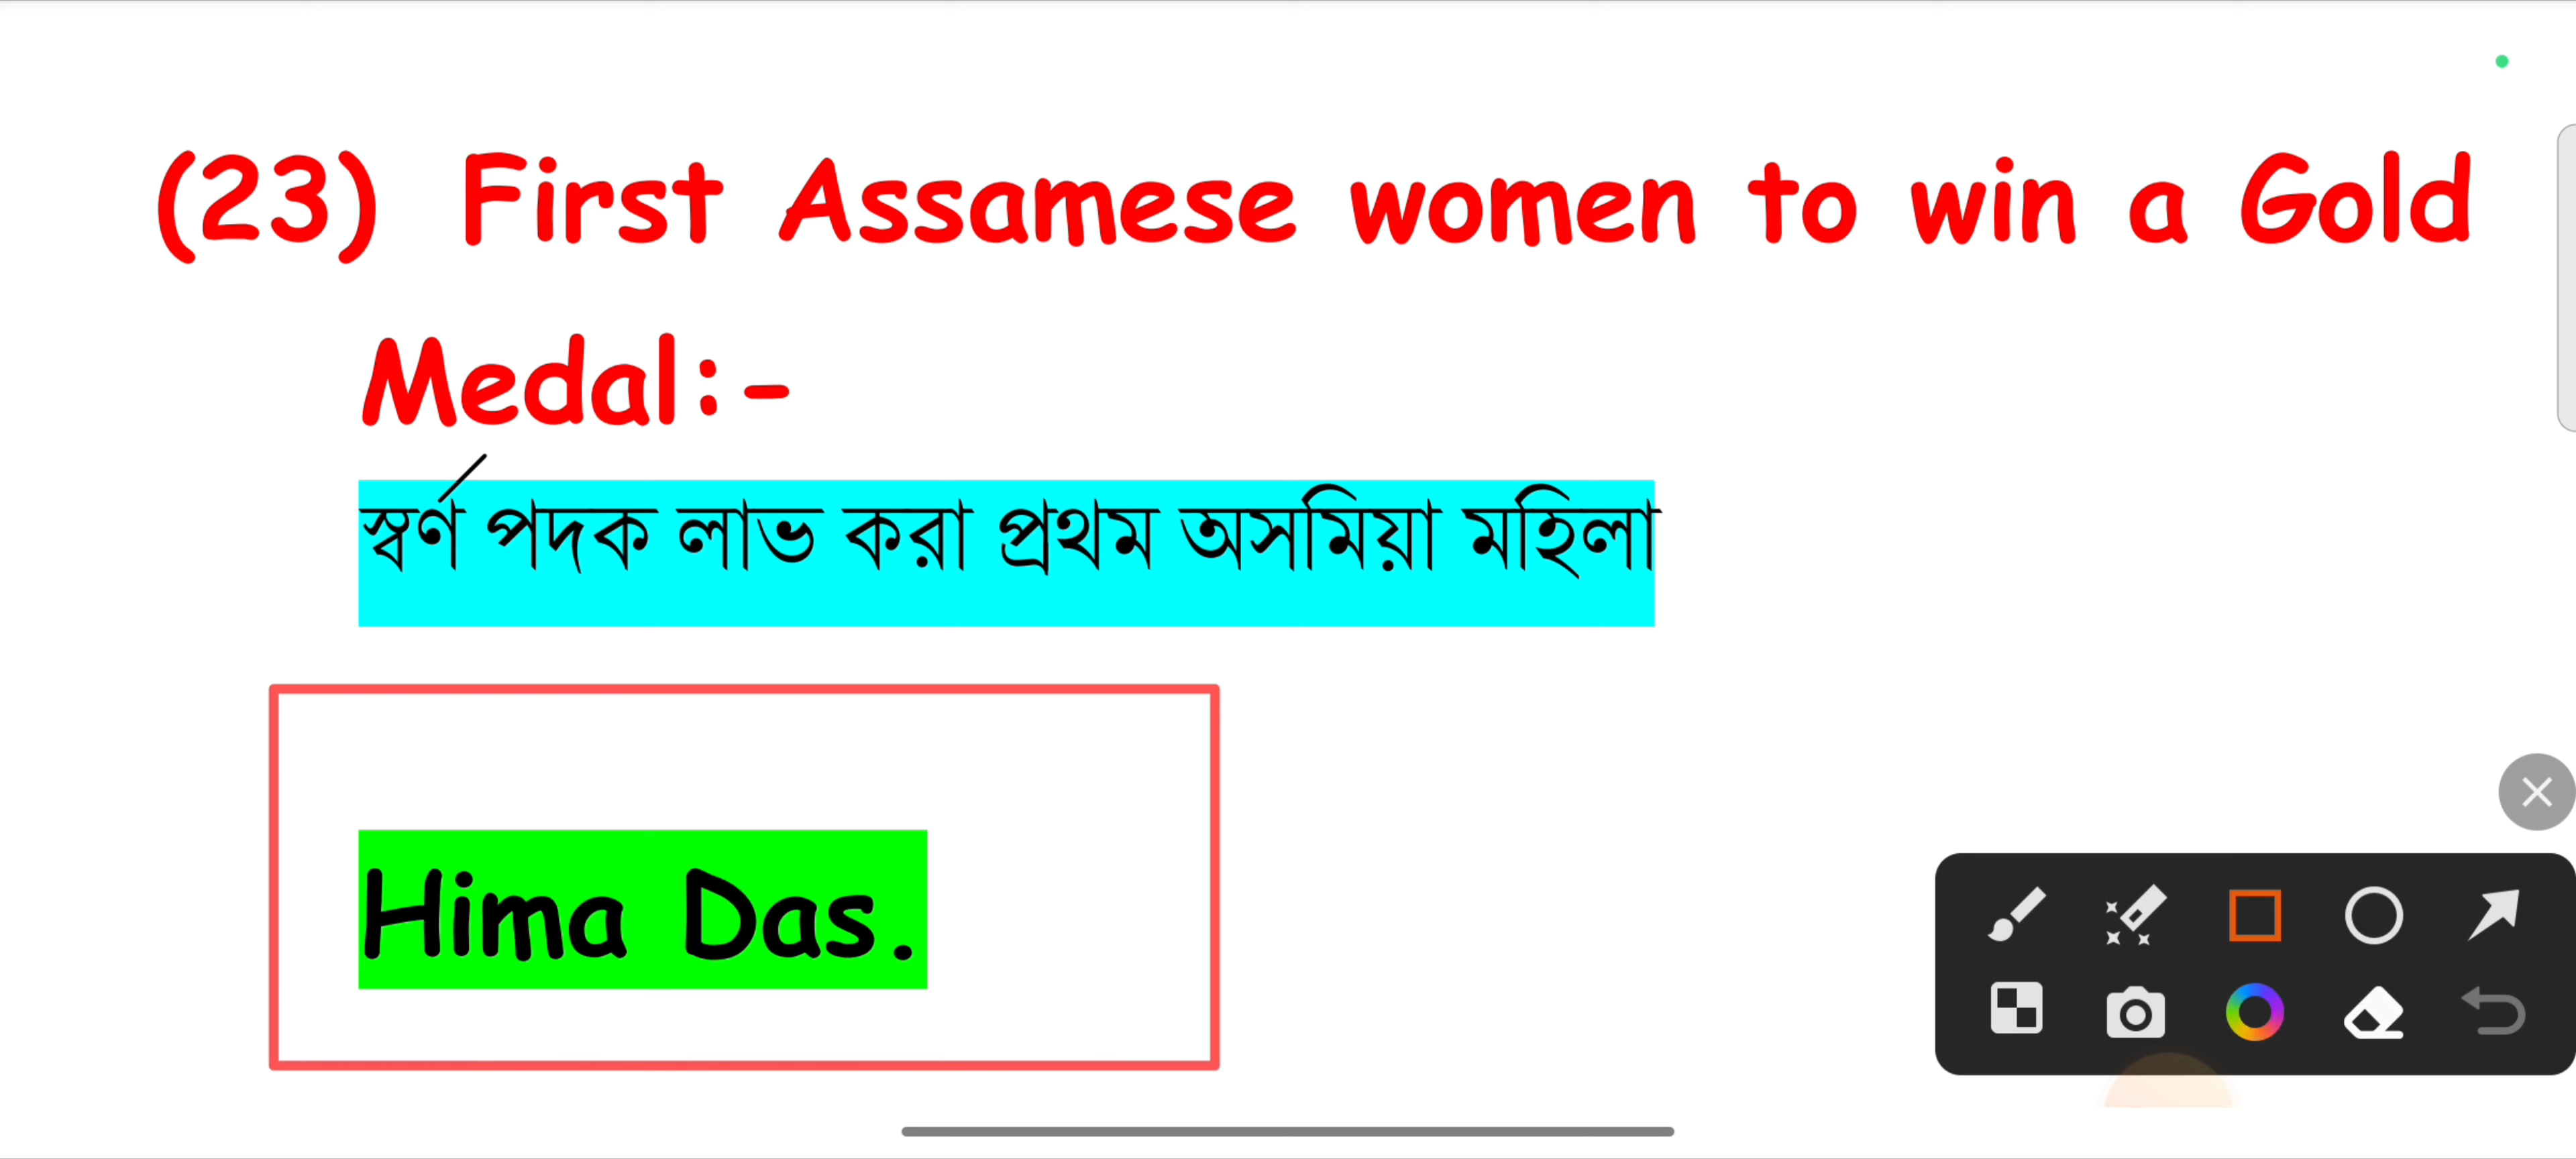 (23) First Assamese women to win a Gold
Medal:-
স্বৰ্ণ পদক লাভ কৰা প্ৰথম অসমিয়া মহিলা
Hima Das.